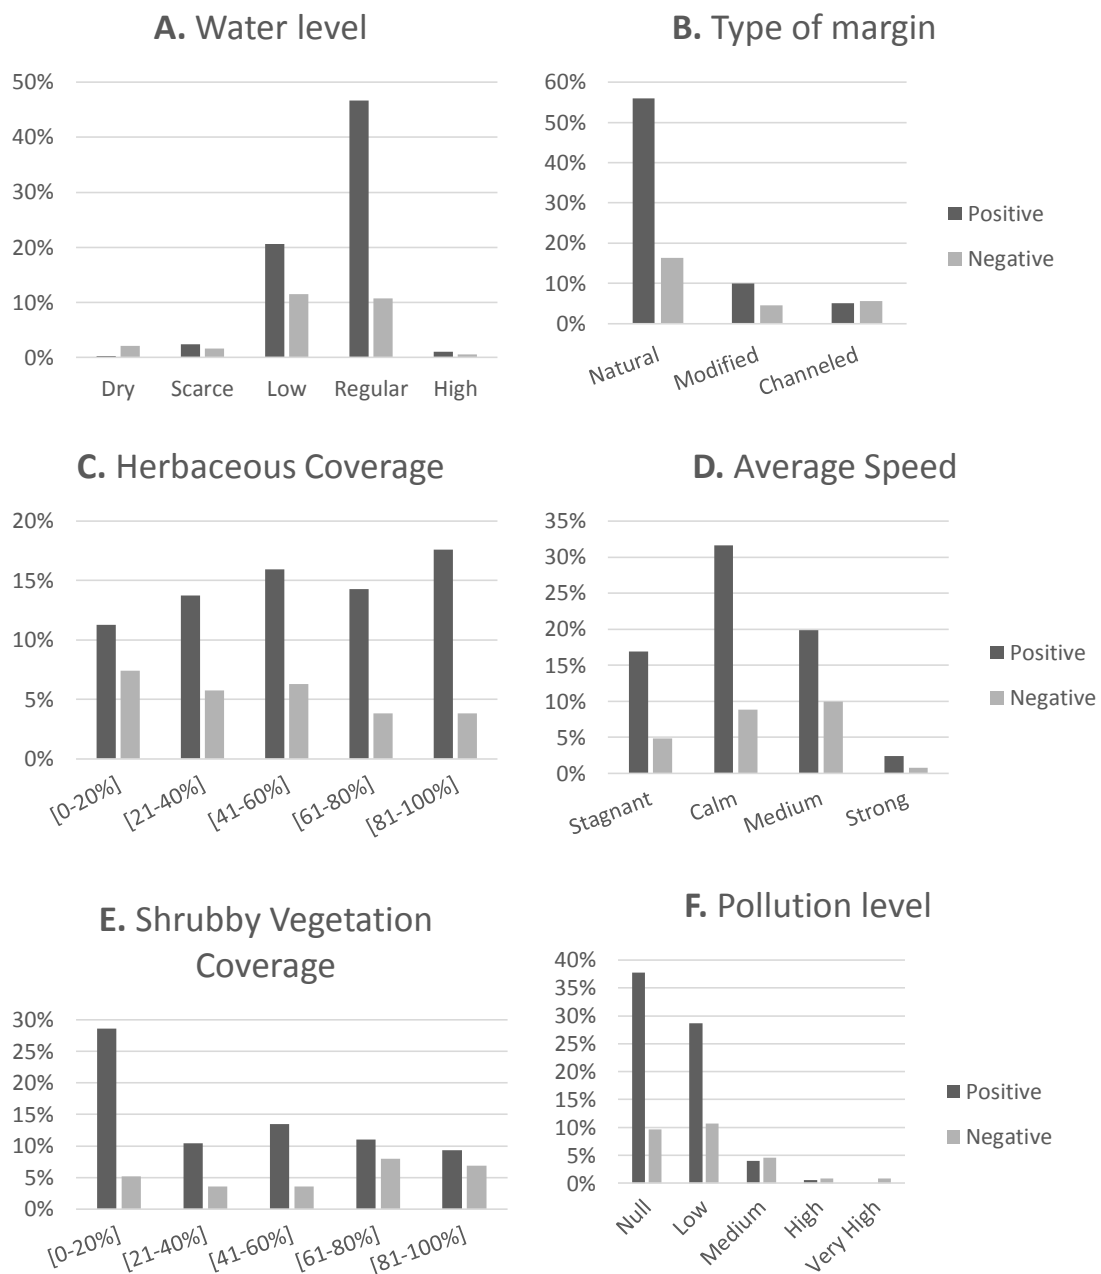 A. Water level
50%
40%
30%
20%
10%
0%
Dry Scarce Low Regular High
B. Type of margin
60%
50%
40%
30%
20%
10%
0%
Natural Modified Channeled
Positive
Negative
C. Herbaceous Coverage
20%
15%
10%
5%
0%
[0-20%] [21-40%] [41-60%] [61-80%] [81-100%]
D. Average Speed
35%
30%
25%
20%
15%
10%
5%
0%
Stagnant Calm Medium Strong
Positive
Negative
E. Shrubby Vegetation
Coverage
30%
25%
20%
15%
10%
5%
0%
[0-20%] [21-40%] [41-60%] [61-80%] [81-100%]
F. Pollution level
40%
35%
30%
25%
20%
15%
10%
5%
0%
Null Low Medium High Very High
Positive
Negative